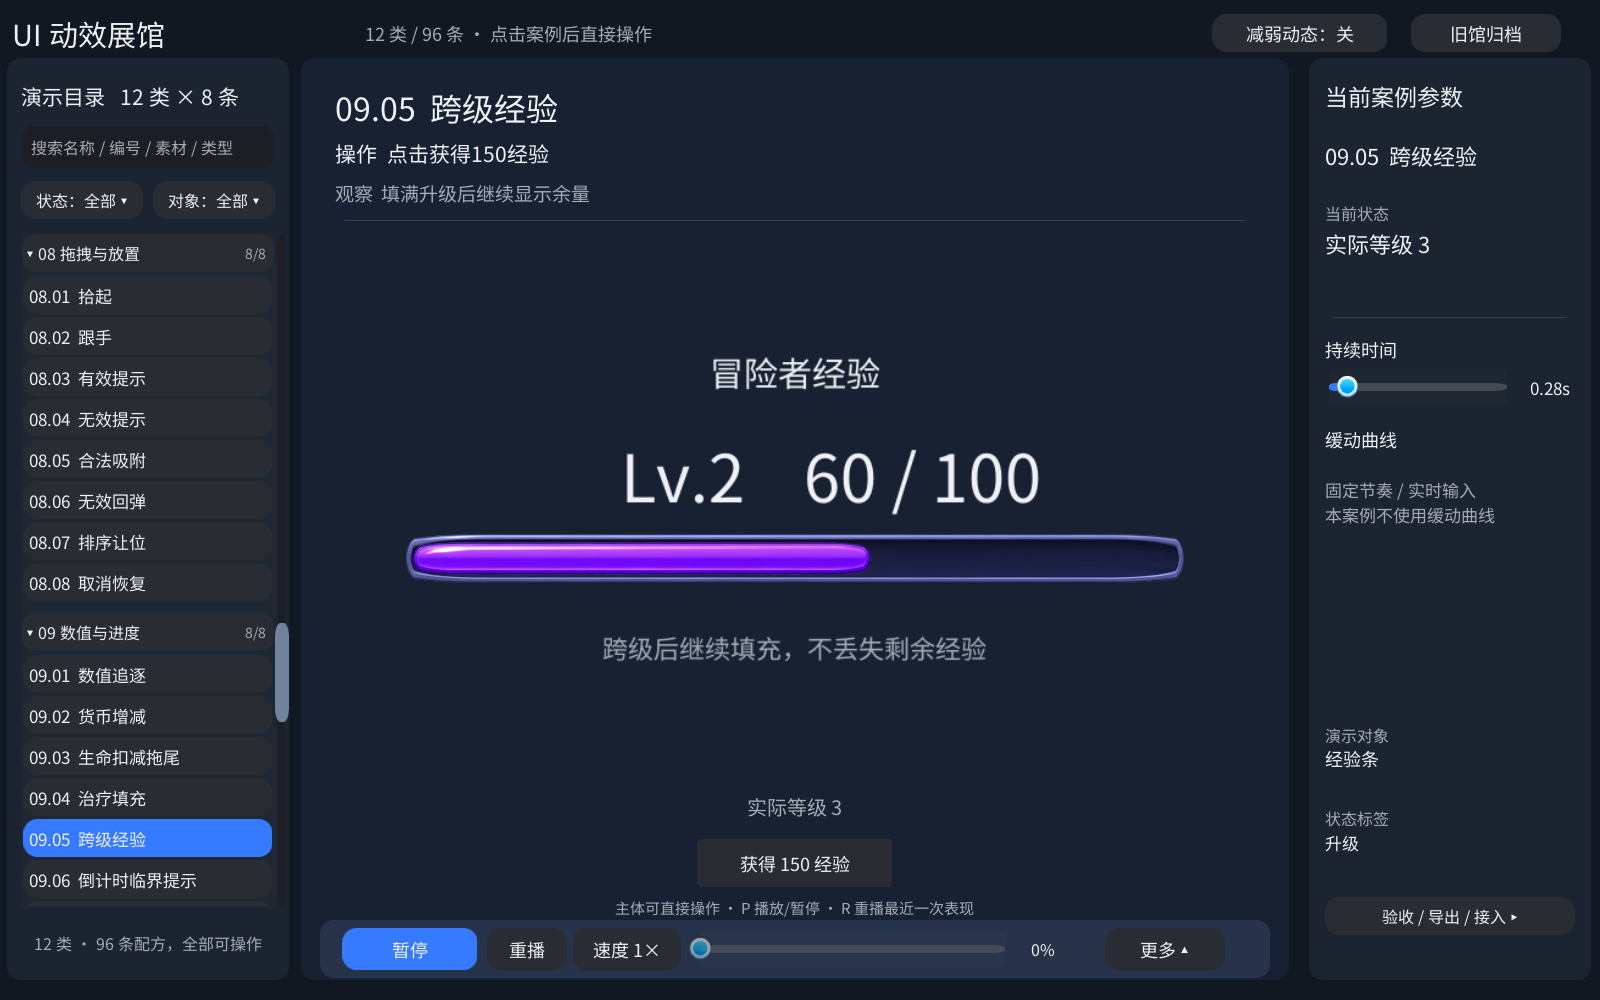 UI 动效展馆
12 类 / 96 条 • 点击案例后直接操作
减弱动态：关
旧馆归档
演示目录 12 类 × 8 条
搜索名称 / 编号 / 素材 / 类型
状态：全部 ▾
对象：全部 ▾
▾ 08 拖拽与放置 8/8
08.01 拾起
08.02 跟手
08.03 有效提示
08.04 无效提示
08.05 合法吸附
08.06 无效回弹
08.07 排序让位
08.08 取消恢复
▾ 09 数值与进度 8/8
09.01 数值追逐
09.02 货币增减
09.03 生命扣减拖尾
09.04 治疗填充
09.05 跨级经验
09.06 倒计时临界提示
12 类 • 96 条配方，全部可操作
09.05 跨级经验
操作 点击获得150经验
观察 填满升级后继续显示余量
冒险者经验
Lv.2 60 / 100
跨级后继续填充，不丢失剩余经验
实际等级 3
获得 150 经验
主体可直接操作 • P 播放/暂停 • R 重播最近一次表现
暂停
重播
速度 1×
0%
更多 ▴
当前案例参数
09.05 跨级经验
当前状态
实际等级 3
持续时间
0.28s
缓动曲线
固定节奏 / 实时输入
本案例不使用缓动曲线
演示对象
经验条
状态标签
升级
验收 / 导出 / 接入 ▸